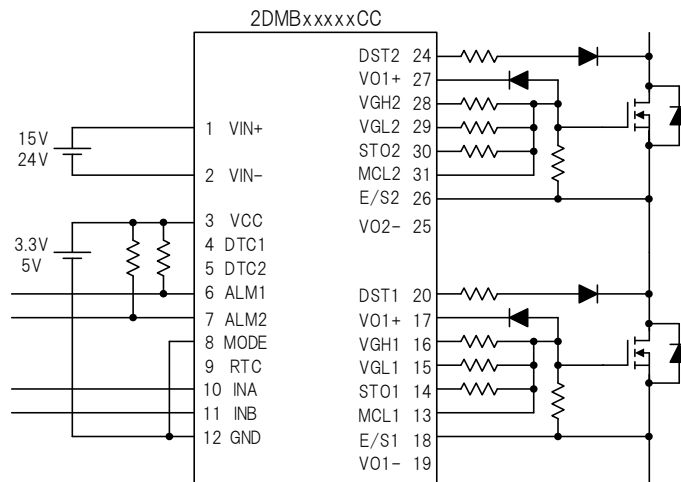 2DMBxxxxxCC
15V
24V
1 VIN+
2 VIN-
3.3V
5V
3 VCC
4 DTC1
5 DTC2
6 ALM1
7 ALM2
8 MODE
9 RTC
10 INA
11 INB
12 GND
DST2 24
VO1+ 27
VGH2 28
VGL2 29
STO2 30
MCL2 31
E/S2 26
VO2- 25
DST1 20
VO1+ 17
VGH1 16
VGL1 15
STO1 14
MCL1 13
E/S1 18
VO1- 19